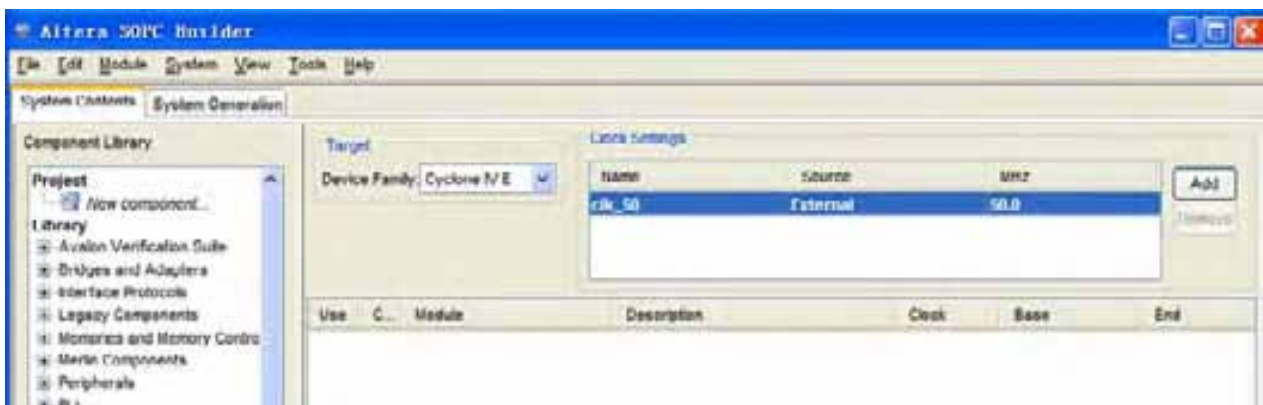 Altera SOPC Builder
File Edit Module System View Tools Help
System Contents System Generation
Component Library
Project
New component...
Library
Avalon Verification Suite
Bridges and Adapters
Interface Protocols
Legacy Components
Memories and Memory Contro
Merlin Components
Peripherals
PLL
Target
Device Family: Cyclone IV E
Clock Settings
Name Source MHz
clk_50 External 50.0
Add
Remove
Use C... Module Description Clock Base End